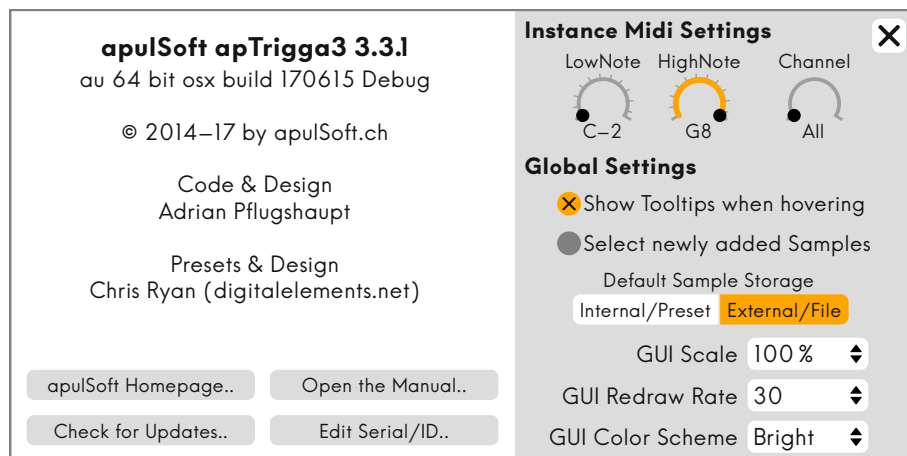 apulSoft apTrigga3 3.3.1
au 64 bit osx build 170615 Debug
© 2014–17 by apulSoft.ch
Code & Design
Adrian Pflugshaupt
Presets & Design
Chris Ryan (digitalelements.net)
apulSoft Homepage..
Open the Manual..
Check for Updates..
Edit Serial/ID..
Instance Midi Settings
LowNote HighNote Channel
C–2 G8 All
Global Settings
Show Tooltips when hovering
Select newly added Samples
Default Sample Storage
Internal/Preset External/File
GUI Scale 100 %
GUI Redraw Rate 30
GUI Color Scheme Bright